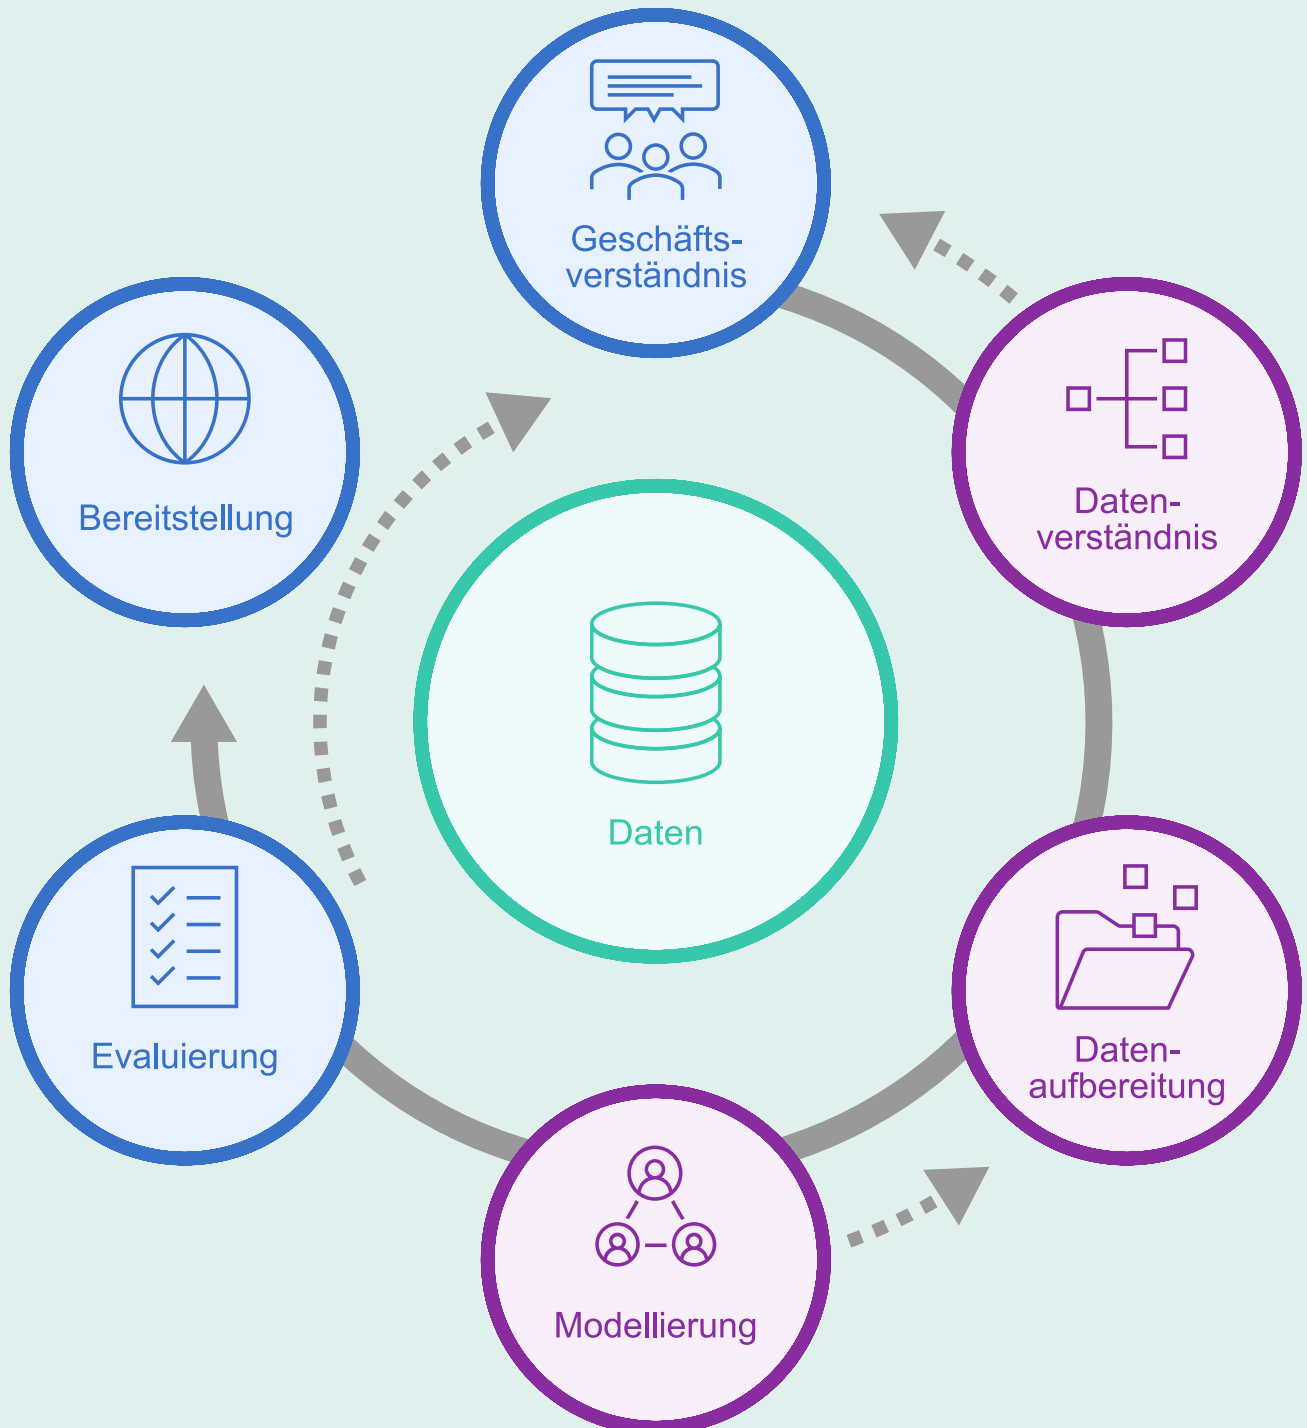 Geschäfts-
verständnis
Daten-
verständnis
Daten-
aufbereitung
Modellierung
Evaluierung
Bereitstellung
Daten